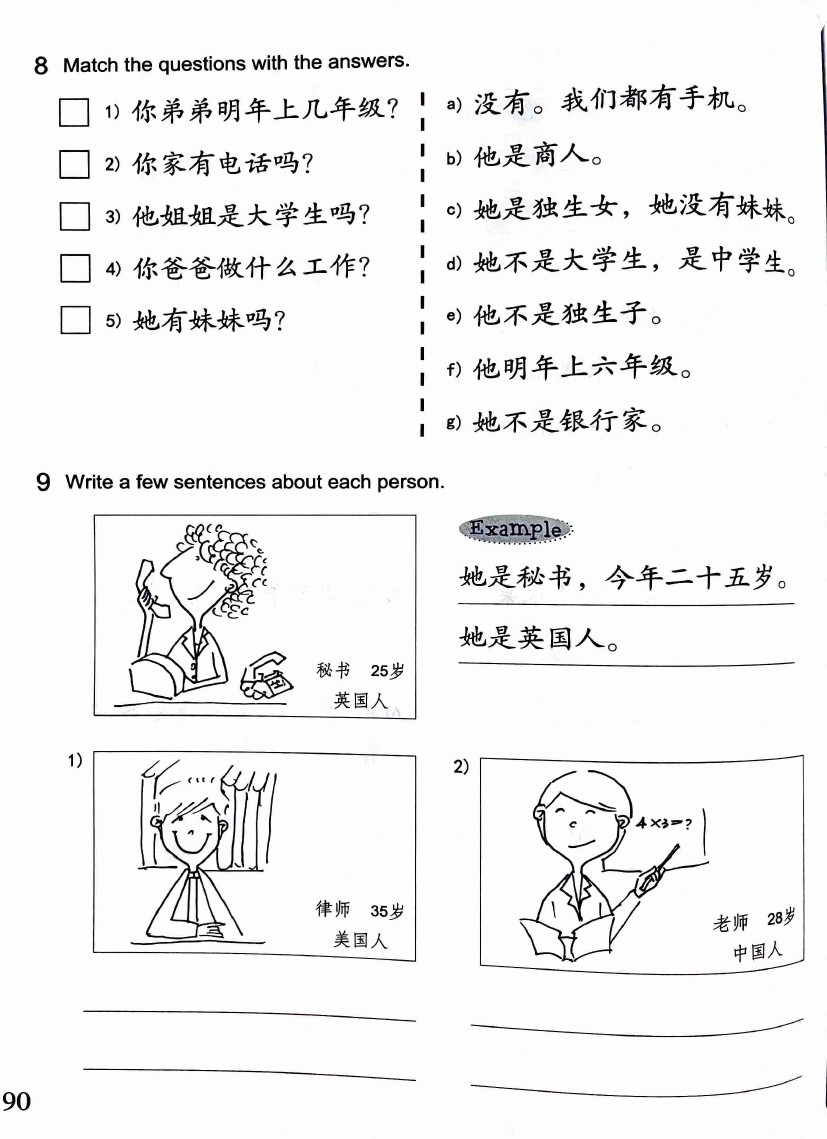 8 Match the questions with the answers.
1) 你弟弟明年上几年级？
2) 你家有电话吗？
3) 他姐姐是大学生吗？
4) 你爸爸做什么工作？
5) 她有妹妹吗？
a) 没有。我们都有手机。
b) 他是商人。
c) 她是独生女，她没有妹妹。
d) 她不是大学生，是中学生。
e) 他不是独生子。
f) 他明年上六年级。
g) 她不是银行家。
9 Write a few sentences about each person.
秘书 25岁
英国人
Example
她是秘书，今年二十五岁。
她是英国人。
1)
律师 35岁
美国人
2)
4×3=?
老师 28岁
中国人
90